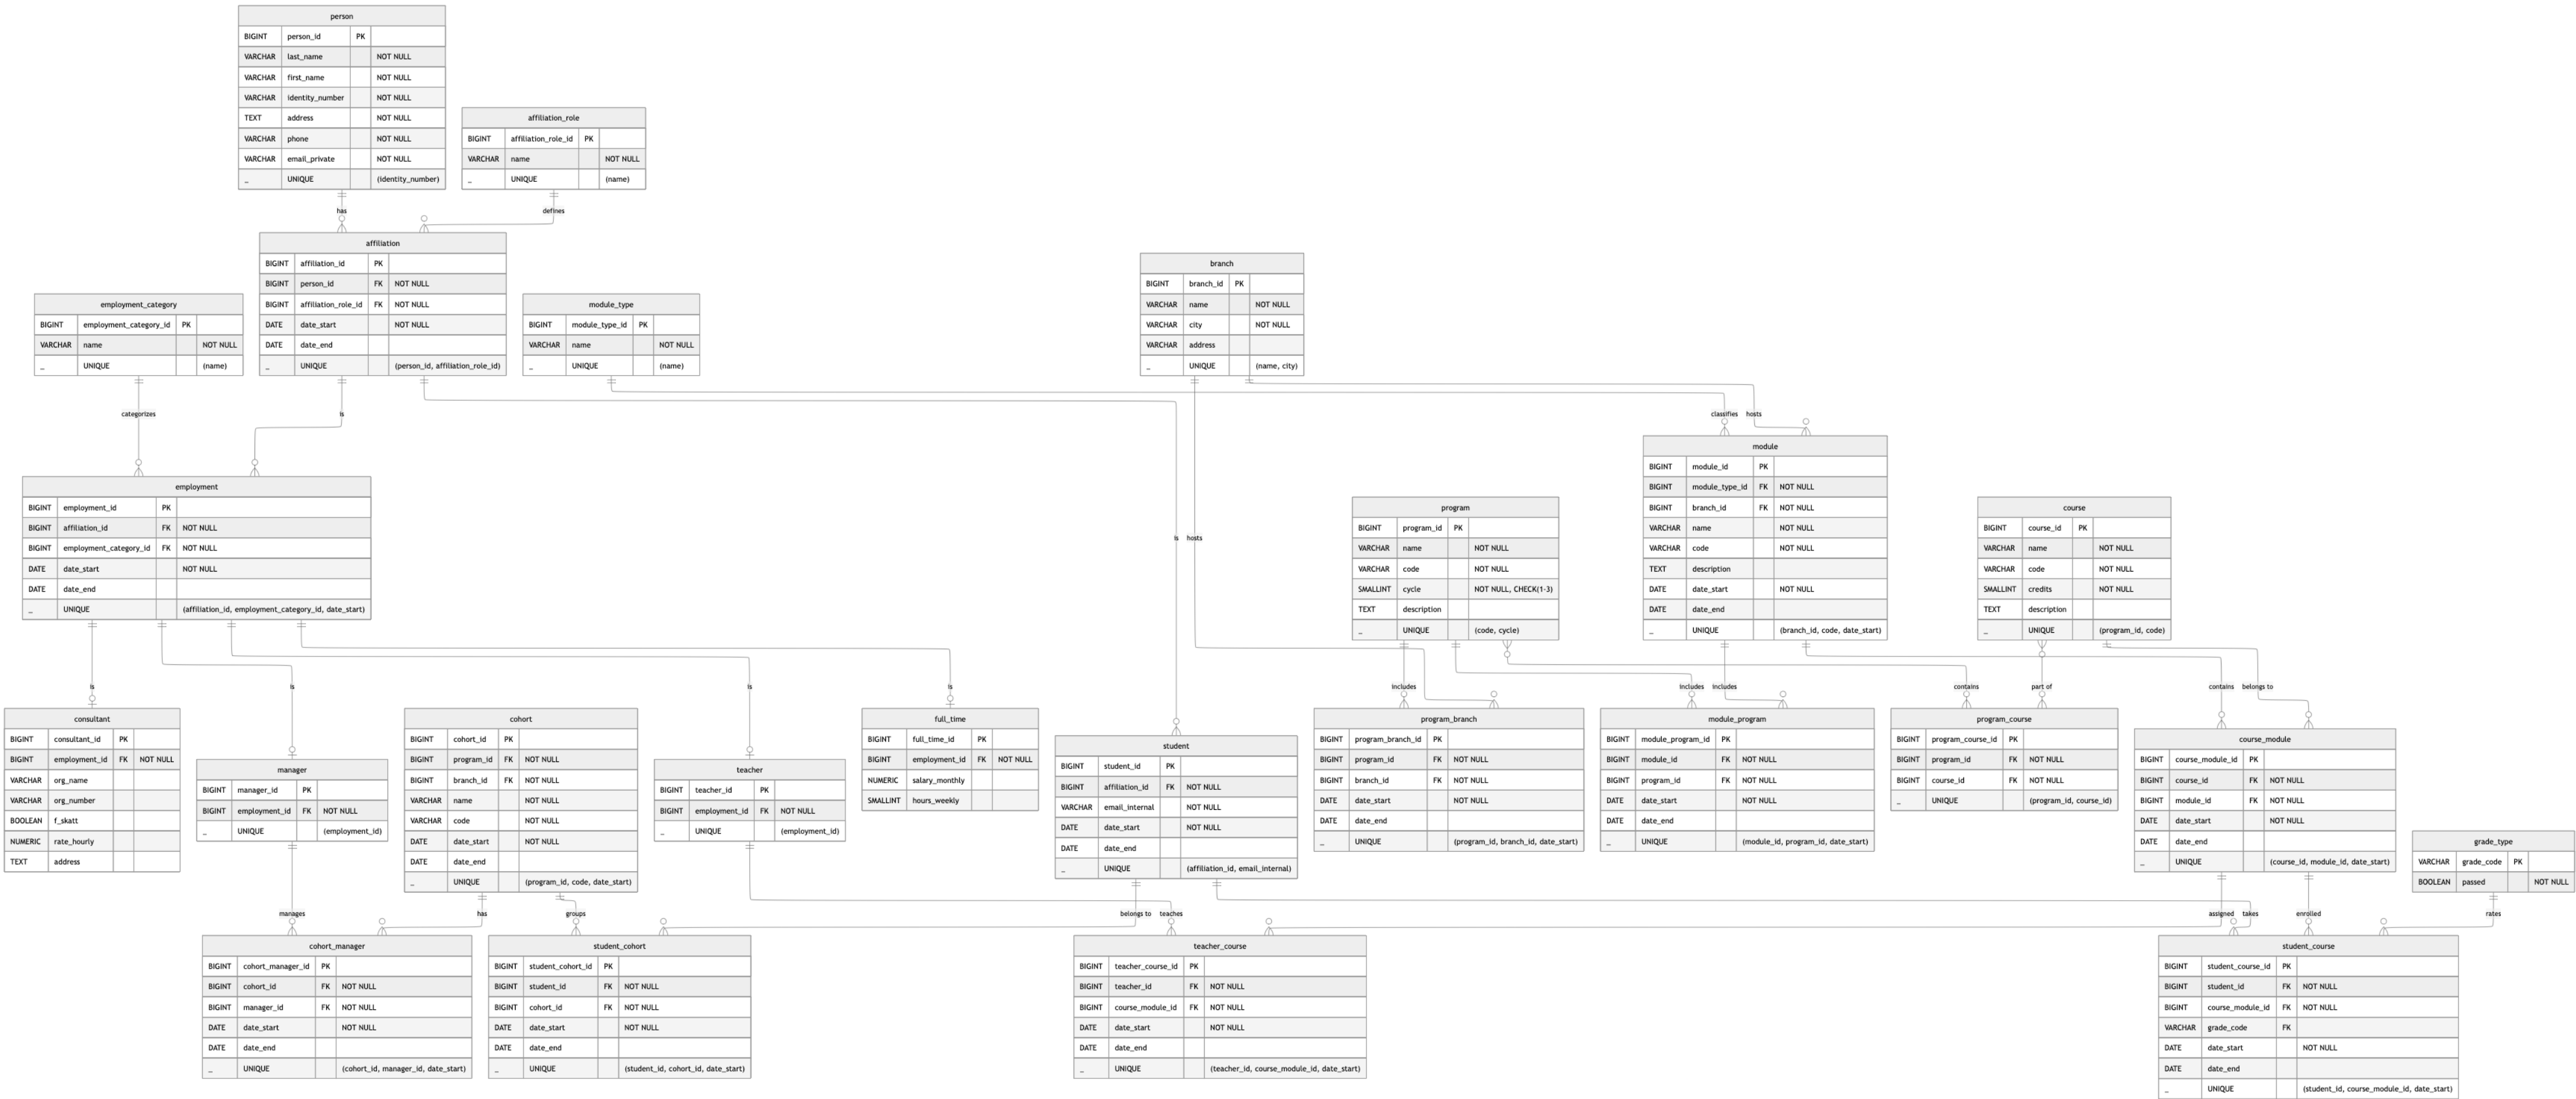 person
BIGINT person_id PK
VARCHAR last_name NOT NULL
VARCHAR first_name NOT NULL
VARCHAR identity_number NOT NULL
TEXT address NOT NULL
VARCHAR phone NOT NULL
VARCHAR email_private NOT NULL
_ UNIQUE (identity_number)
affiliation_role
BIGINT affiliation_role_id PK
VARCHAR name NOT NULL
_ UNIQUE (name)
has
defines
affiliation
BIGINT affiliation_id PK
BIGINT person_id FK NOT NULL
BIGINT affiliation_role_id FK NOT NULL
DATE date_start NOT NULL
DATE date_end
_ UNIQUE (person_id, affiliation_role_id)
employment_category
BIGINT employment_category_id PK
VARCHAR name NOT NULL
_ UNIQUE (name)
module_type
BIGINT module_type_id PK
VARCHAR name NOT NULL
_ UNIQUE (name)
branch
BIGINT branch_id PK
VARCHAR name NOT NULL
VARCHAR city NOT NULL
VARCHAR address
_ UNIQUE (name, city)
categorizes
is
classifies
hosts
employment
BIGINT employment_id PK
BIGINT affiliation_id FK NOT NULL
BIGINT employment_category_id FK NOT NULL
DATE date_start NOT NULL
DATE date_end
_ UNIQUE (affiliation_id, employment_category_id, date_start)
is
hosts
program
BIGINT program_id PK
VARCHAR name NOT NULL
VARCHAR code NOT NULL
SMALLINT cycle NOT NULL, CHECK(1-3)
TEXT description
_ UNIQUE (code, cycle)
module
BIGINT module_id PK
BIGINT module_type_id FK NOT NULL
BIGINT branch_id FK NOT NULL
VARCHAR name NOT NULL
VARCHAR code NOT NULL
TEXT description
DATE date_start NOT NULL
DATE date_end
_ UNIQUE (branch_id, code, date_start)
course
BIGINT course_id PK
VARCHAR name NOT NULL
VARCHAR code NOT NULL
SMALLINT credits NOT NULL
TEXT description
_ UNIQUE (program_id, code)
is
is
is
is
includes
includes
includes
contains
part of
contains
belongs to
consultant
BIGINT consultant_id PK
BIGINT employment_id FK NOT NULL
VARCHAR org_name
VARCHAR org_number
BOOLEAN f_skatt
NUMERIC rate_hourly
TEXT address
manager
BIGINT manager_id PK
BIGINT employment_id FK NOT NULL
_ UNIQUE (employment_id)
cohort
BIGINT cohort_id PK
BIGINT program_id FK NOT NULL
BIGINT branch_id FK NOT NULL
VARCHAR name NOT NULL
VARCHAR code NOT NULL
DATE date_start NOT NULL
DATE date_end
_ UNIQUE (program_id, code, date_start)
teacher
BIGINT teacher_id PK
BIGINT employment_id FK NOT NULL
_ UNIQUE (employment_id)
full_time
BIGINT full_time_id PK
BIGINT employment_id FK NOT NULL
NUMERIC salary_monthly
SMALLINT hours_weekly
student
BIGINT student_id PK
BIGINT affiliation_id FK NOT NULL
VARCHAR email_internal NOT NULL
DATE date_start NOT NULL
DATE date_end
_ UNIQUE (affiliation_id, email_internal)
program_branch
BIGINT program_branch_id PK
BIGINT program_id FK NOT NULL
BIGINT branch_id FK NOT NULL
DATE date_start NOT NULL
DATE date_end
_ UNIQUE (program_id, branch_id, date_start)
module_program
BIGINT module_program_id PK
BIGINT module_id FK NOT NULL
BIGINT program_id FK NOT NULL
DATE date_start NOT NULL
DATE date_end
_ UNIQUE (module_id, program_id, date_start)
program_course
BIGINT program_course_id PK
BIGINT program_id FK NOT NULL
BIGINT course_id FK NOT NULL
_ UNIQUE (program_id, course_id)
course_module
BIGINT course_module_id PK
BIGINT course_id FK NOT NULL
BIGINT module_id FK NOT NULL
DATE date_start NOT NULL
DATE date_end
_ UNIQUE (course_id, module_id, date_start)
grade_type
VARCHAR grade_code PK
BOOLEAN passed NOT NULL
manages
has
groups
belongs to
teaches
assigned
takes
enrolled
rates
cohort_manager
BIGINT cohort_manager_id PK
BIGINT cohort_id FK NOT NULL
BIGINT manager_id FK NOT NULL
DATE date_start NOT NULL
DATE date_end
_ UNIQUE (cohort_id, manager_id, date_start)
student_cohort
BIGINT student_cohort_id PK
BIGINT student_id FK NOT NULL
BIGINT cohort_id FK NOT NULL
DATE date_start NOT NULL
DATE date_end
_ UNIQUE (student_id, cohort_id, date_start)
teacher_course
BIGINT teacher_course_id PK
BIGINT teacher_id FK NOT NULL
BIGINT course_module_id FK NOT NULL
DATE date_start NOT NULL
DATE date_end
_ UNIQUE (teacher_id, course_module_id, date_start)
student_course
BIGINT student_course_id PK
BIGINT student_id FK NOT NULL
BIGINT course_module_id FK NOT NULL
VARCHAR grade_code FK
DATE date_start NOT NULL
DATE date_end
_ UNIQUE (student_id, course_module_id, date_start)